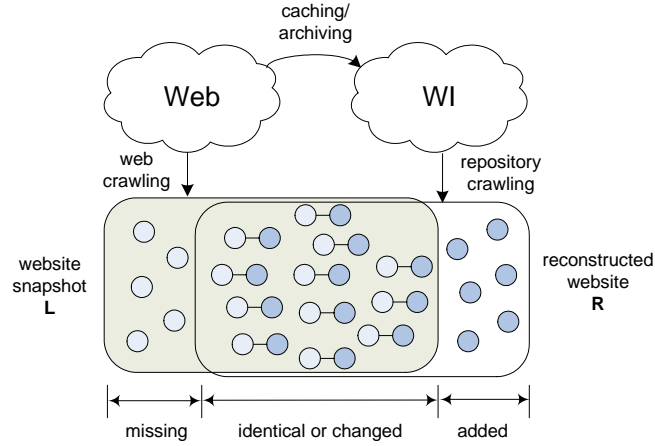 caching/
archiving
Web
WI
web
crawling
repository
crawling
website
snapshot
L
reconstructed
website
R
missing
identical or changed
added